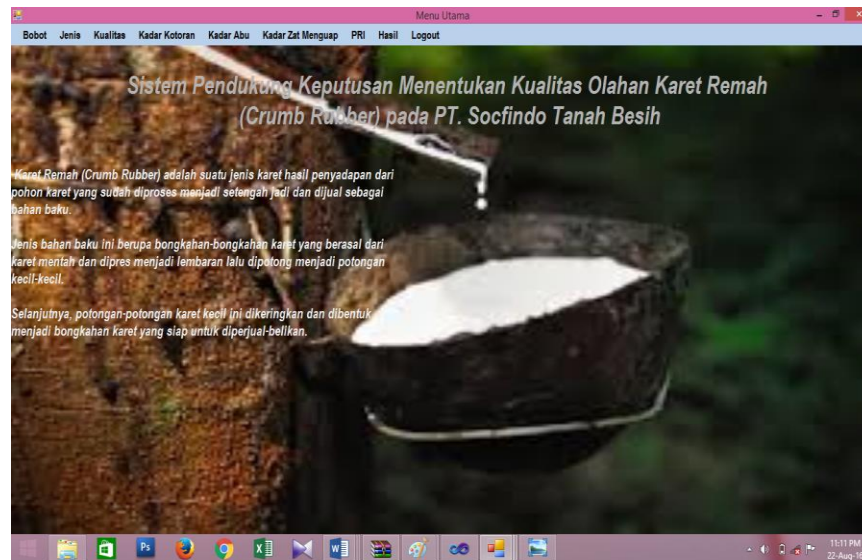 Menu Utama
Bobot Jenis Kualitas Kadar Kotoran Kadar Abu Kadar Zat Menguap PRI Hasil Logout
Sistem Pendukung Keputusan Menentukan Kualitas Olahan Karet Remah
(Crumb Rubber) pada PT. Socfindo Tanah Besih
Karet Remah (Crumb Rubber) adalah suatu jenis karet hasil penyadapan dari
pohon karet yang sudah diproses menjadi setengah jadi dan dijual sebagai
bahan baku.
Jenis bahan baku ini berupa bongkahan-bongkahan karet yang berasal dari
karet mentah dan dipres menjadi lembaran lalu dipotong menjadi potongan
kecil-kecil.
Selanjutnya, potongan-potongan karet kecil ini dikeringkan dan dibentuk
menjadi bongkahan karet yang siap untuk diperjual-belikan.
Ps
11:11 PM
22-Aug-16